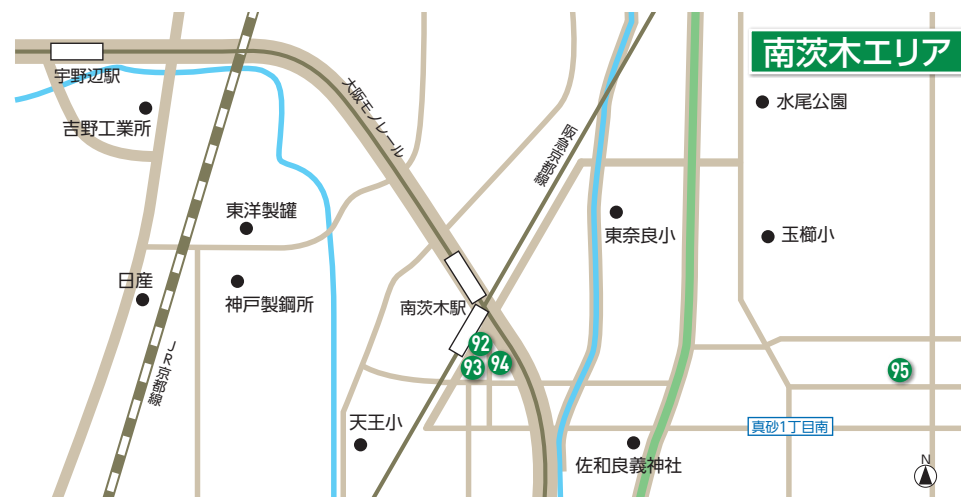 南茨木エリア
宇野辺駅
水尾公園
吉野工業所
大阪モノレール
阪急京都線
東洋製罐
東奈良小
玉櫛小
日産
神戸製鋼所
南茨木駅
JR京都線
92
93
94
95
天王小
真砂1丁目南
佐和良義神社
N